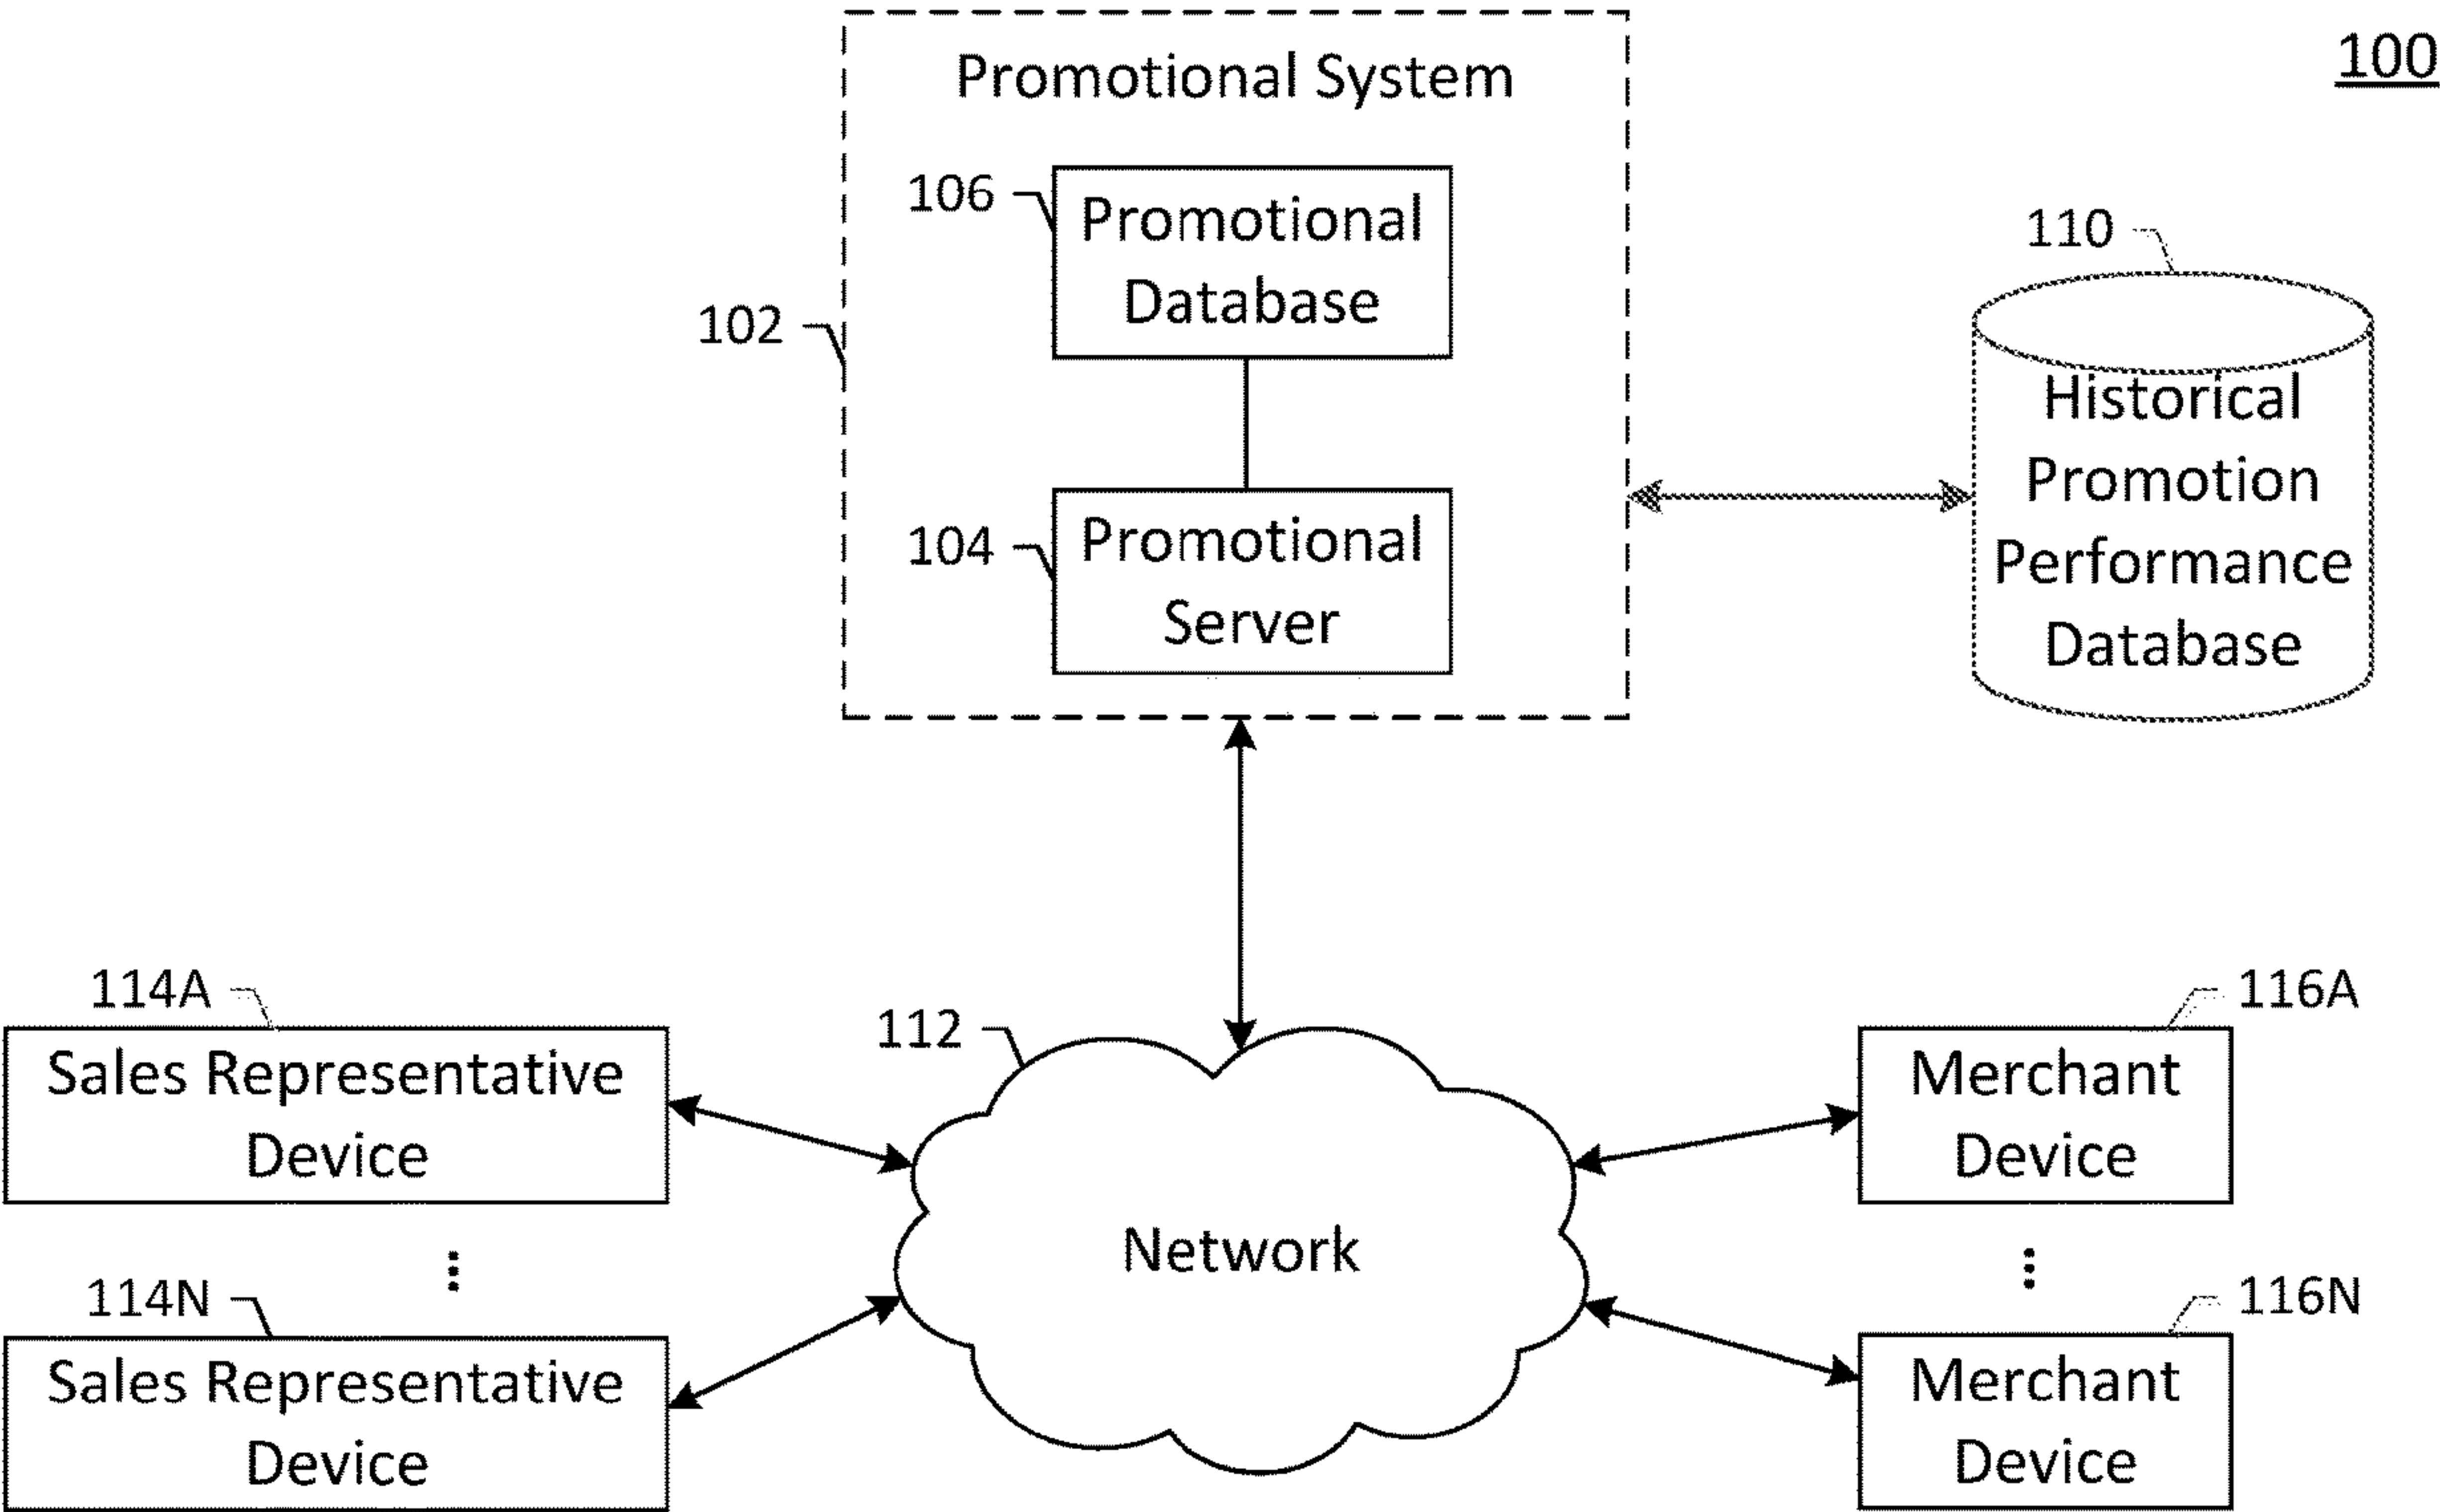 Promotional System
100
106
Promotional
Database
102
110
Historical
Promotion
Performance
Database
104
Promotional
Server
114A
Sales Representative
Device
112
116A
Merchant
Device
Network
114N
Sales Representative
Device
116N
Merchant
Device